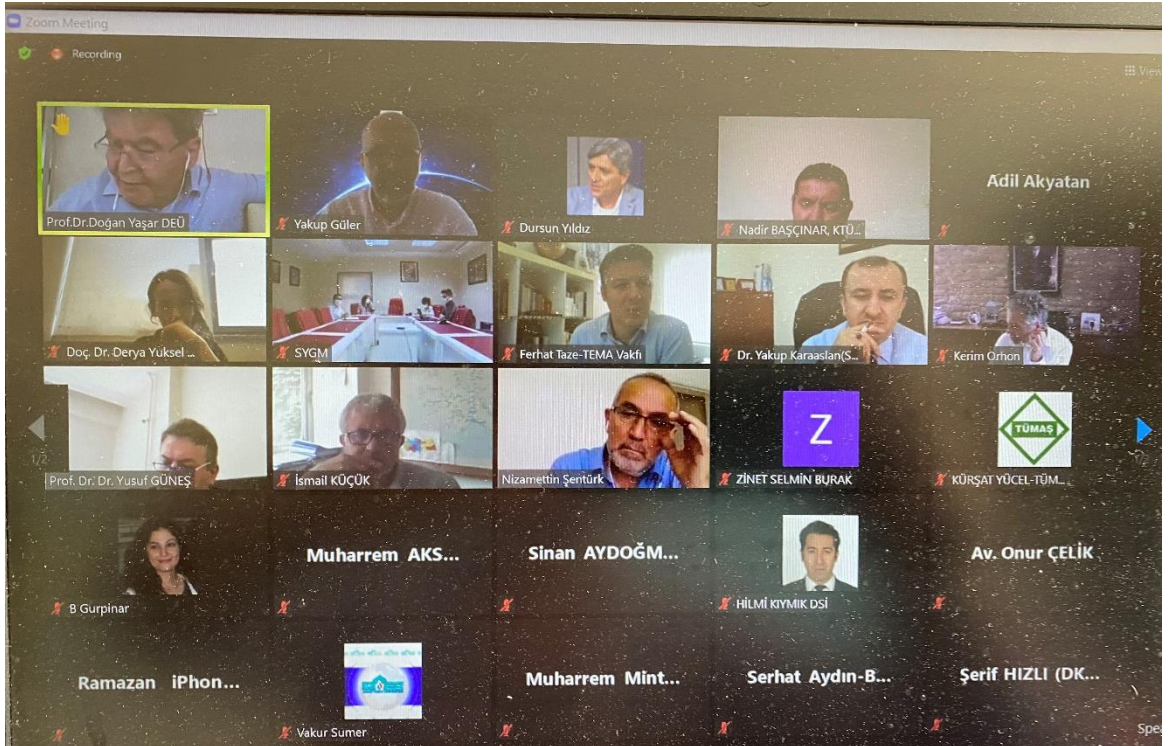 Zoom Meeting
Recording
View
Prof.Dr.Doğan Yaşar DEÜ
Yakup Güler
Dursun Yıldız
Nadir BAŞÇINAR, KTÜ...
Adil Akyatan
Doç. Dr. Derya Yüksel ...
SYGM
Ferhat Taze-TEMA Vakfı
Dr. Yakup Karaaslan(S...
Kerim Orhon
1/2
Prof. Dr. Dr. Yusuf GÜNEŞ
İsmail KÜÇÜK
Nizamettin Şentürk
Z
ZİNET SELMİN BURAK
TÜMAŞ
KÜRŞAT YÜCEL-TÜM...
B Gurpinar
Muharrem AKS...
Sinan AYDOĞM...
HİLMİ KIYMIK DSİ
Av. Onur ÇELİK
Ramazan iPhon...
Vakur Sumer
Muharrem Mint...
Serhat Aydın-B...
Şerif HIZLI (DK...
Spea